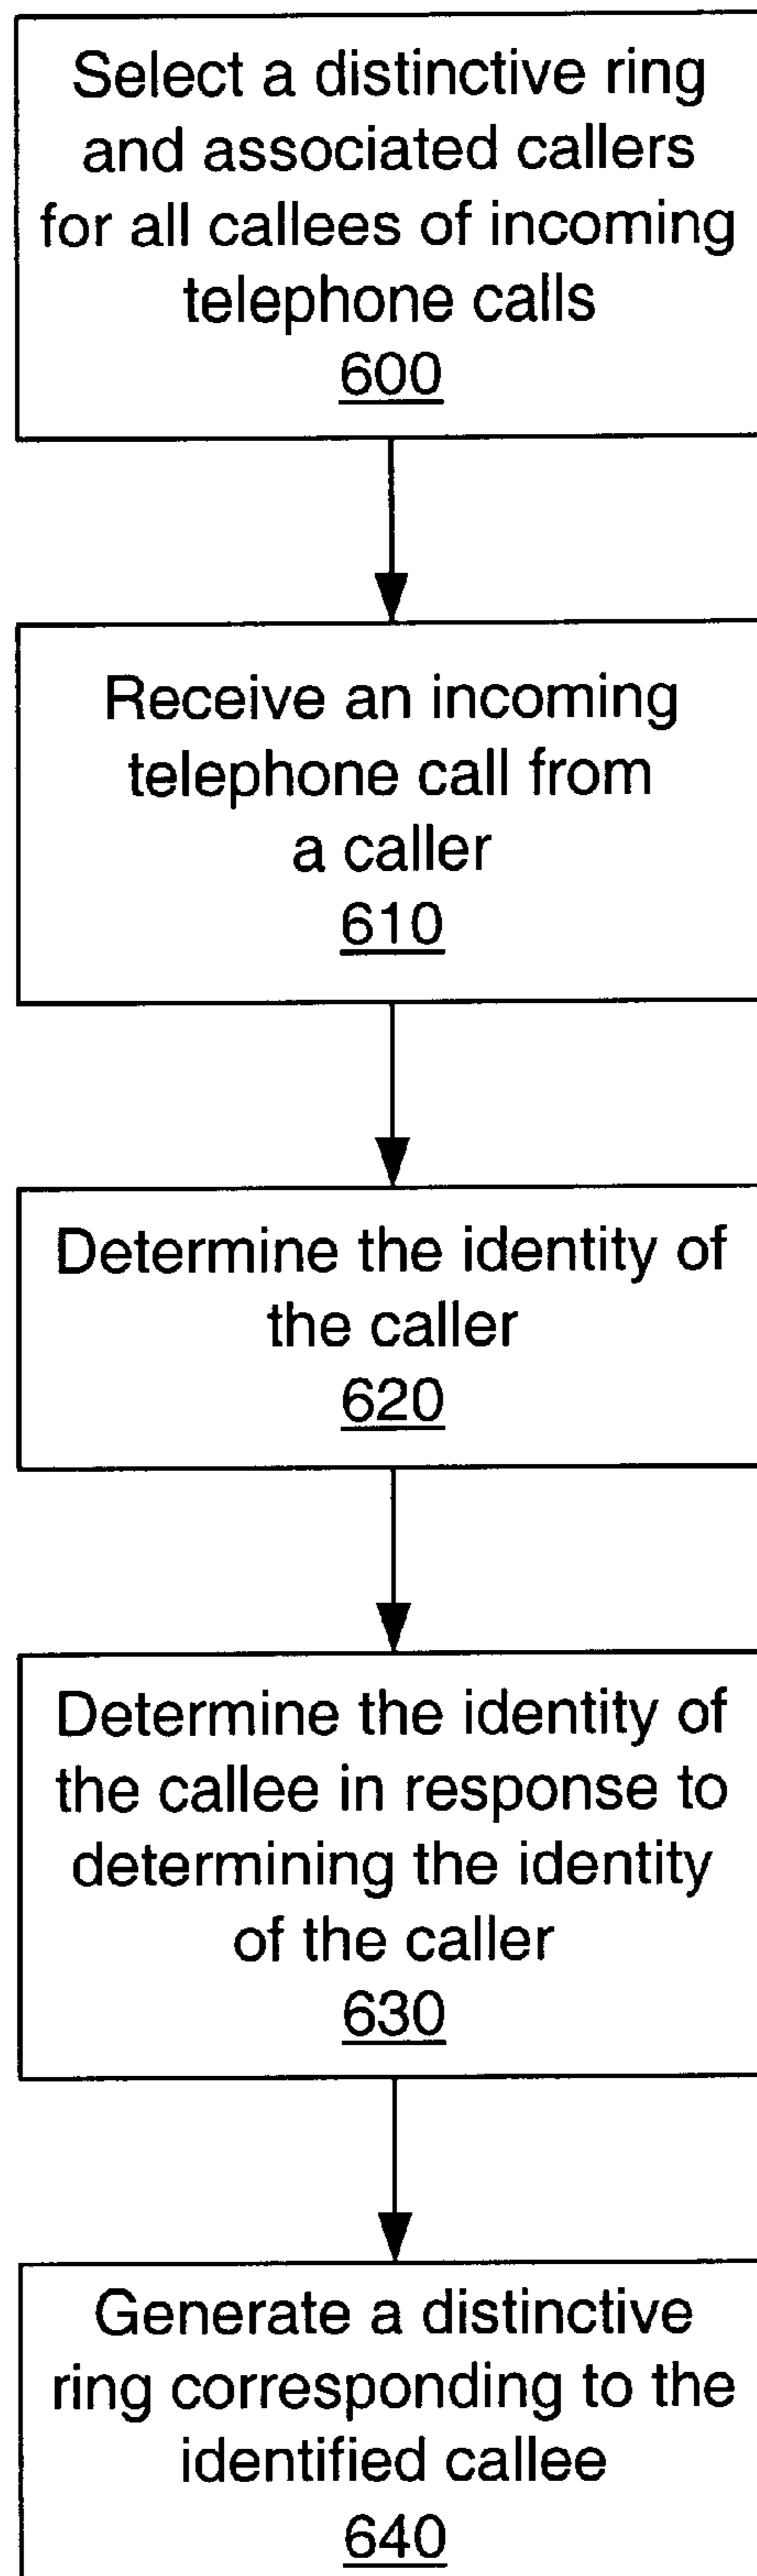 Select a distinctive ring
and associated callers
for all callees of incoming
telephone calls
600
Receive an incoming
telephone call from
a caller
610
Determine the identity of
the caller
620
Determine the identity of
the callee in response to
determining the identity
of the caller
630
Generate a distinctive
ring corresponding to the
identified callee
640